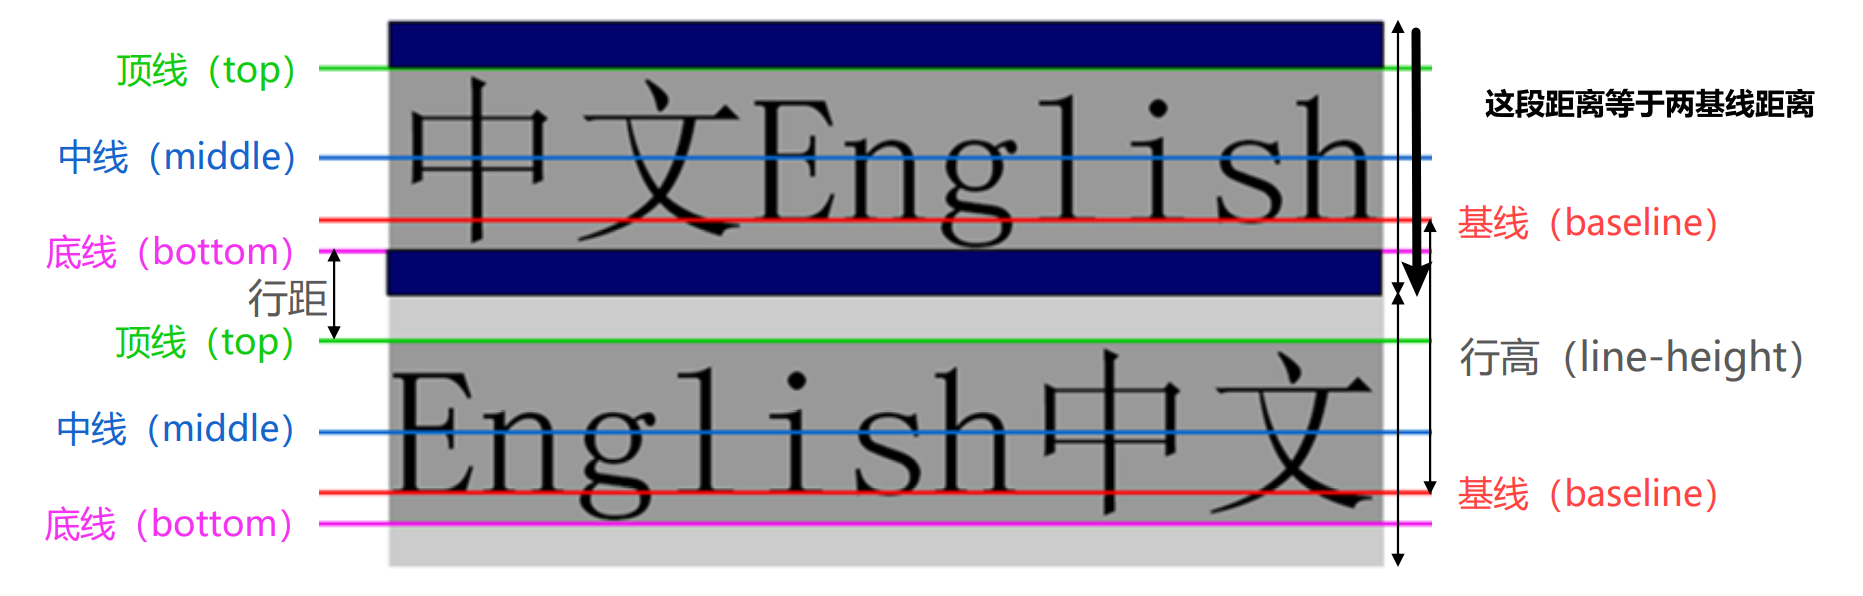 顶线（top）
这段距离等于两基线距离
中文English
中线（middle）
基线（baseline）
底线（bottom）
行距
顶线（top）
行高（line-height）
English中文
中线（middle）
基线（baseline）
底线（bottom）